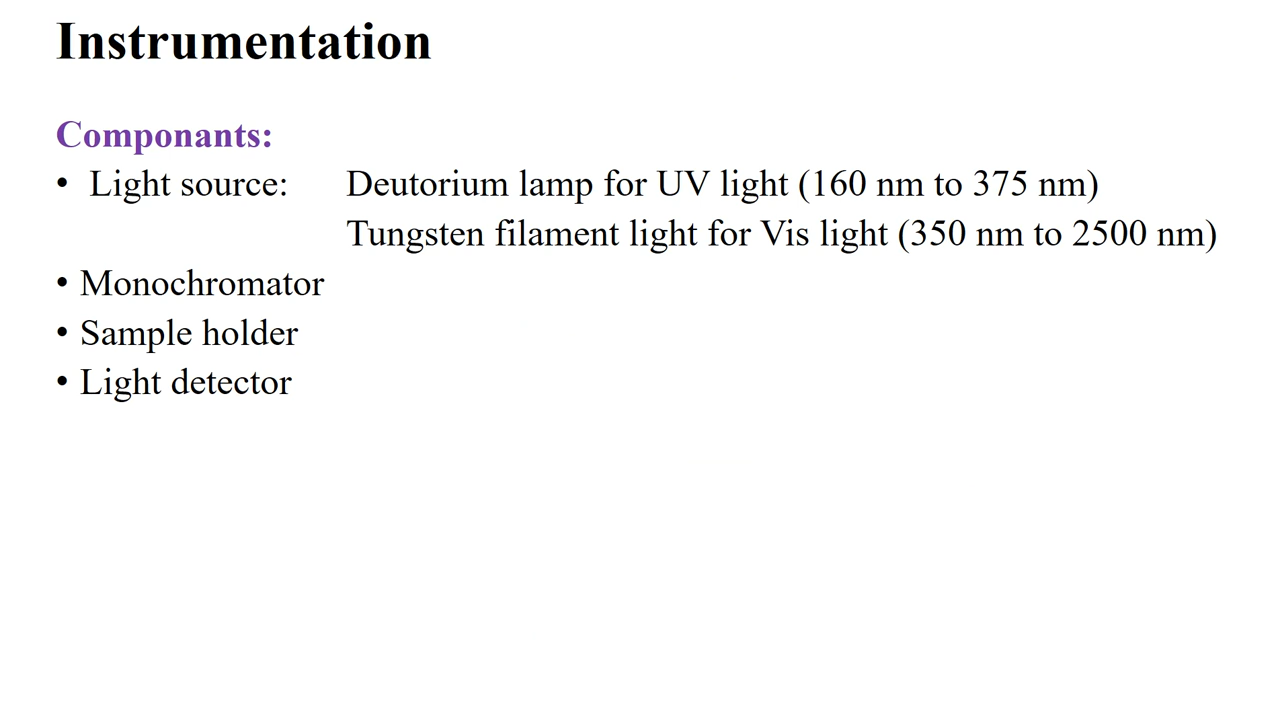 Instrumentation
Componants:
• Light source: Deutorium lamp for UV light (160 nm to 375 nm)
Tungsten filament light for Vis light (350 nm to 2500 nm)
• Monochromator
• Sample holder
• Light detector